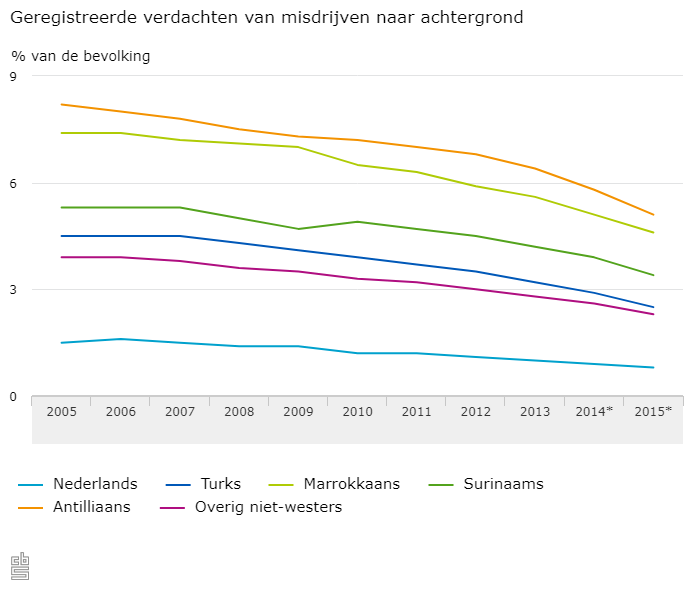 Geregistreerde verdachten van misdrijven naar achtergrond
% van de bevolking
9
6
3
0
2005 2006 2007 2008 2009 2010 2011 2012 2013 2014* 2015*
Nederlands Turks Marrokkaans Surinaams
Antilliaans Overig niet-westers
cbs